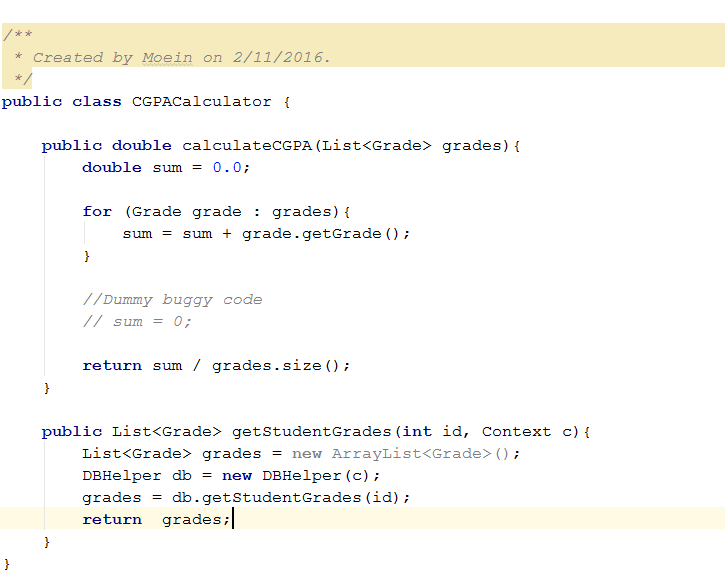 /**
 * Created by Moein on 2/11/2016.
 */
public class CGPACalculator {
    public double calculateCGPA(List<Grade> grades){
        double sum = 0.0;
        for (Grade grade : grades){
            sum = sum + grade.getGrade();
        }
        //Dummy buggy code
        // sum = 0;
        return sum / grades.size();
    }
    public List<Grade> getStudentGrades(int id, Context c){
        List<Grade> grades = new ArrayList<Grade>();
        DBHelper db = new DBHelper(c);
        grades = db.getStudentGrades(id);
        return  grades;
    }
}